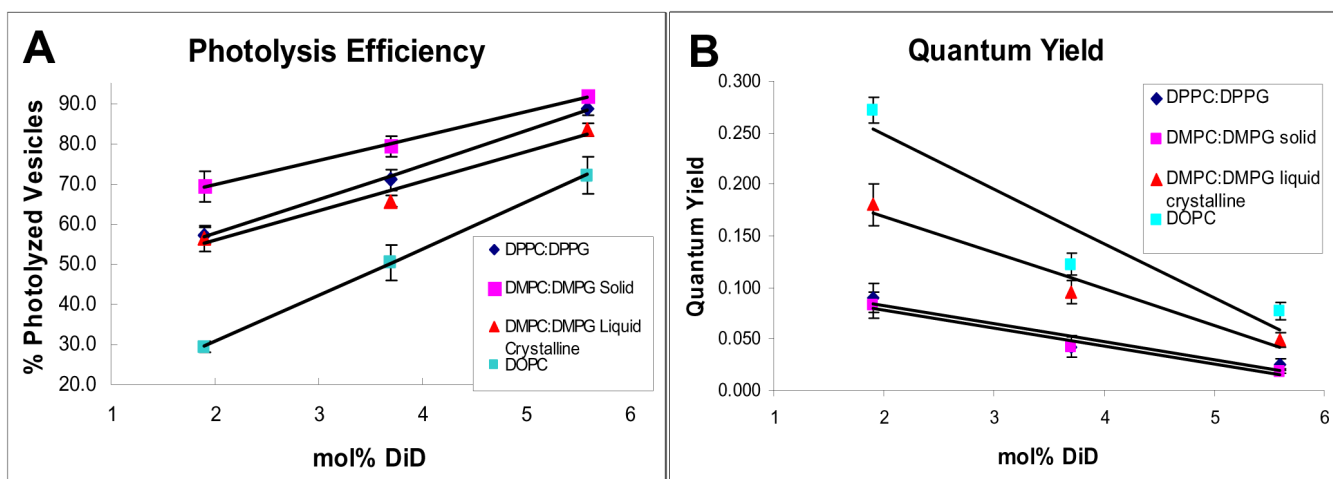 A
Photolysis Efficiency
% Photolyzed Vesicles
90.0
80.0
70.0
60.0
50.0
40.0
30.0
20.0
1
2
3
4
5
6
mol% DiD
DPPC:DPPG
DMPC:DMPG Solid
DMPC:DMPG Liquid
Crystalline
DOPC
B
Quantum Yield
Quantum Yield
0.300
0.250
0.200
0.150
0.100
0.050
0.000
1
2
3
4
5
6
mol% DiD
DPPC:DPPG
DMPC:DMPG solid
DMPC:DMPG liquid
crystalline
DOPC